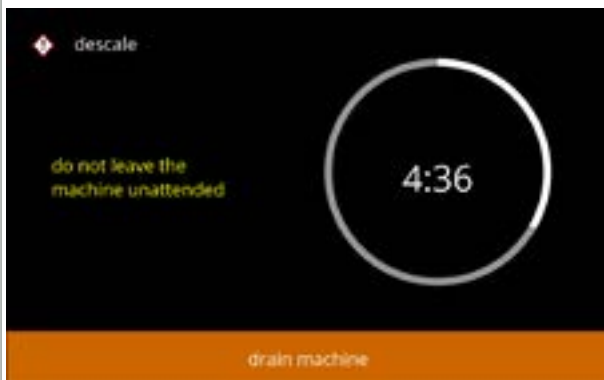 descale
do not leave the
machine unattended
4:36
drain machine